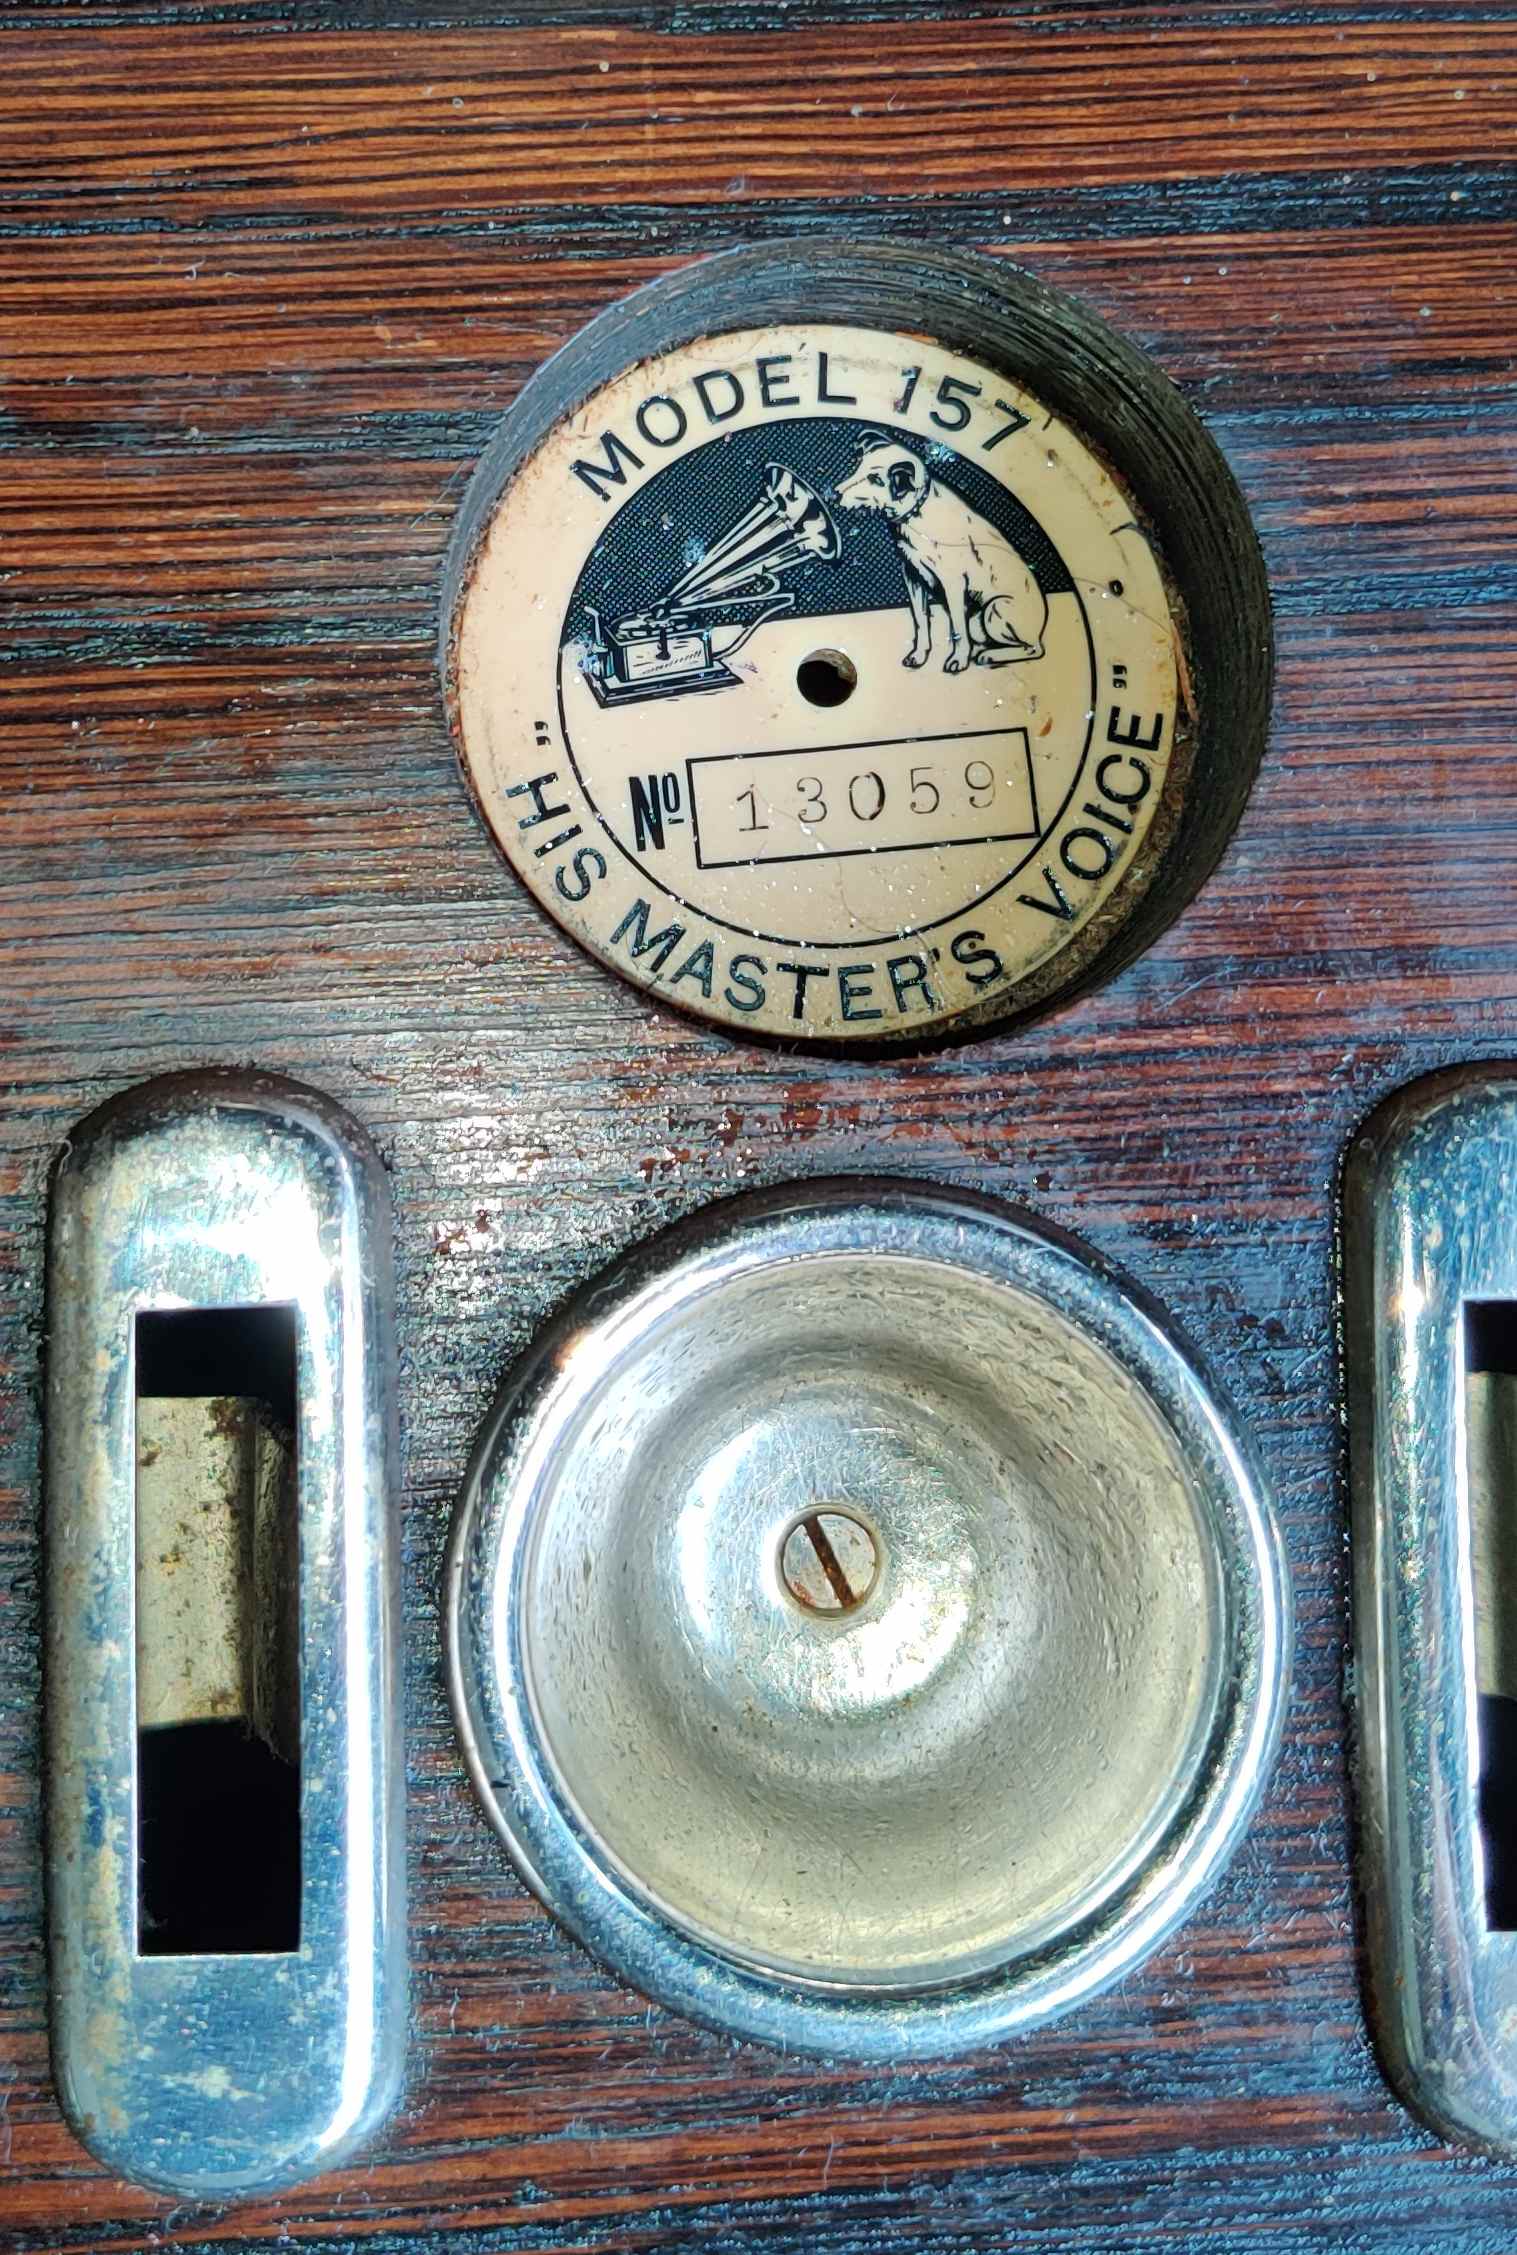 MODEL 157
Nº 13059
"HIS MASTER'S VOICE"